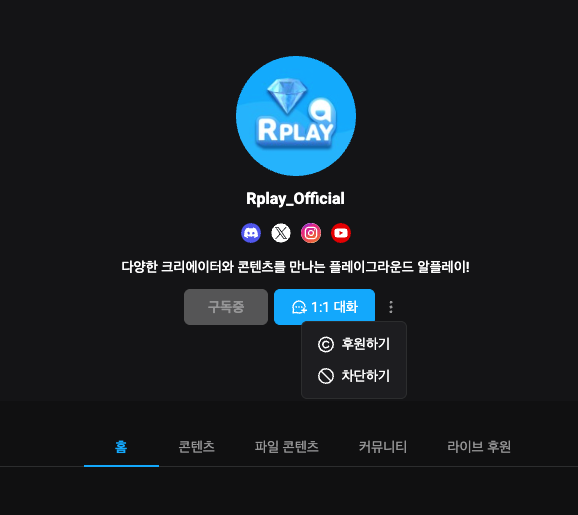 RPLAY
Rplay_Official
다양한 크리에이터와 콘텐츠를 만나는 플레이그라운드 알플레이!
구독중
1:1 대화
후원하기
차단하기
홈
콘텐츠
파일 콘텐츠
커뮤니티
라이브 후원